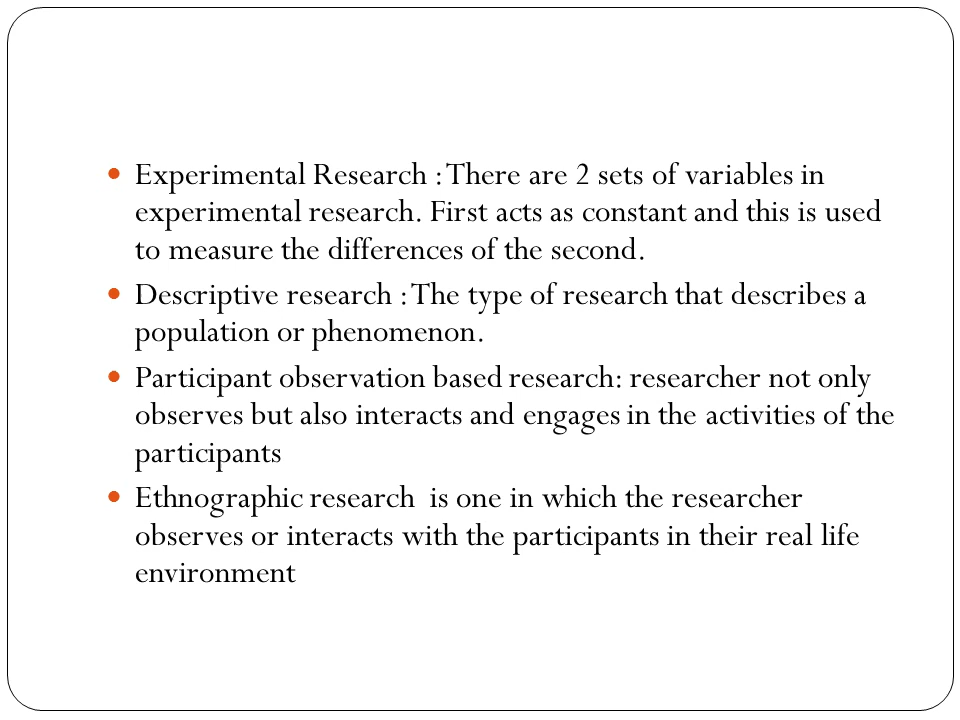 • Experimental Research : There are 2 sets of variables in
experimental research. First acts as constant and this is used
to measure the differences of the second.
• Descriptive research : The type of research that describes a
population or phenomenon.
• Participant observation based research: researcher not only
observes but also interacts and engages in the activities of the
participants
• Ethnographic research  is one in which the researcher
observes or interacts with the participants in their real life
environment